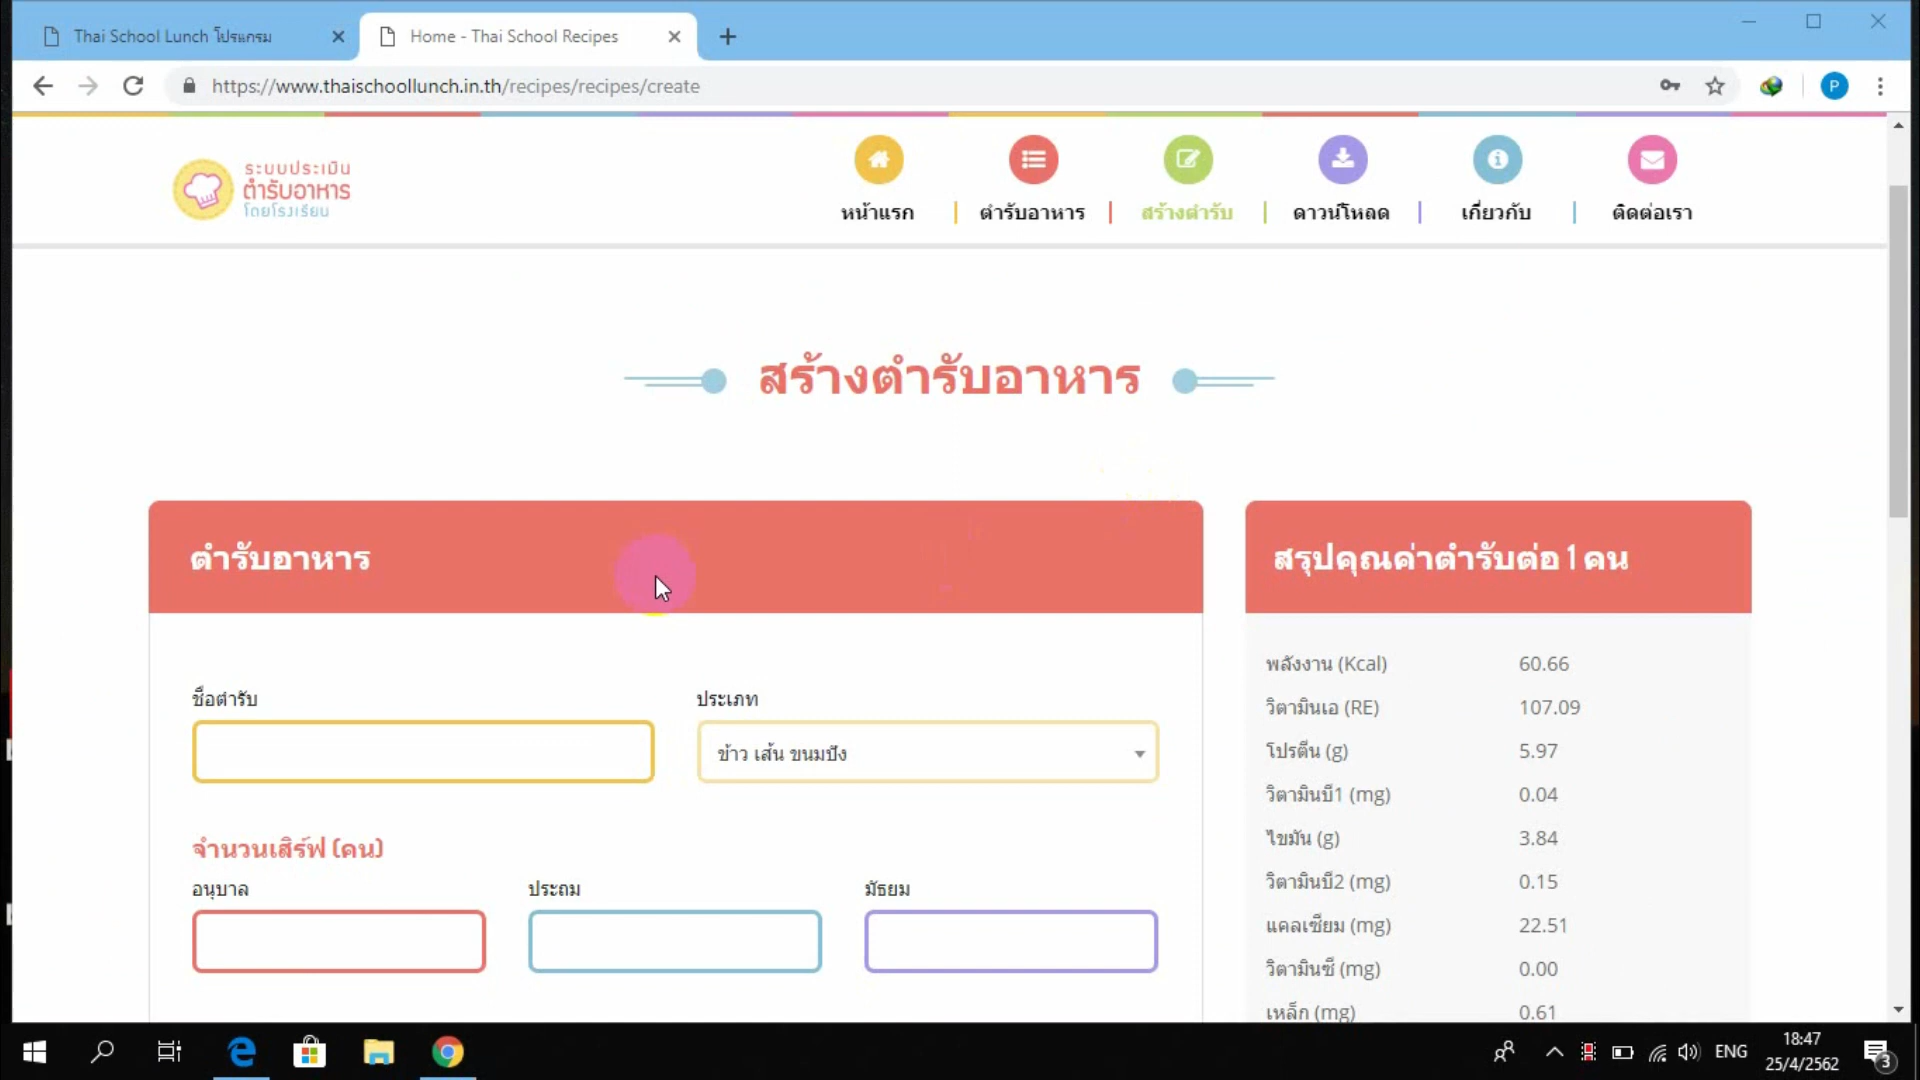 Thai School Lunch โปรแกรม
Home - Thai School Recipes
https://www.thaischoollunch.in.th/recipes/recipes/create
P
ระบบประเมิน
ตำรับอาหาร
โดยโรงเรียน
หน้าแรก
ตำรับอาหาร
สร้างตำรับ
ดาวน์โหลด
เกี่ยวกับ
ติดต่อเรา
สร้างตำรับอาหาร
ตำรับอาหาร
ชื่อตำรับ
ประเภท
ข้าว เส้น ขนมปัง
จำนวนเสิร์ฟ (คน)
อนุบาล
ประถม
มัธยม
สรุปคุณค่าตำรับต่อ 1 คน
พลังงาน (Kcal) 60.66
วิตามินเอ (RE) 107.09
โปรตีน (g) 5.97
วิตามินบี1 (mg) 0.04
ไขมัน (g) 3.84
วิตามินบี2 (mg) 0.15
แคลเซียม (mg) 22.51
วิตามินซี (mg) 0.00
เหล็ก (mg) 0.61
ENG
18:47
25/4/2562
3